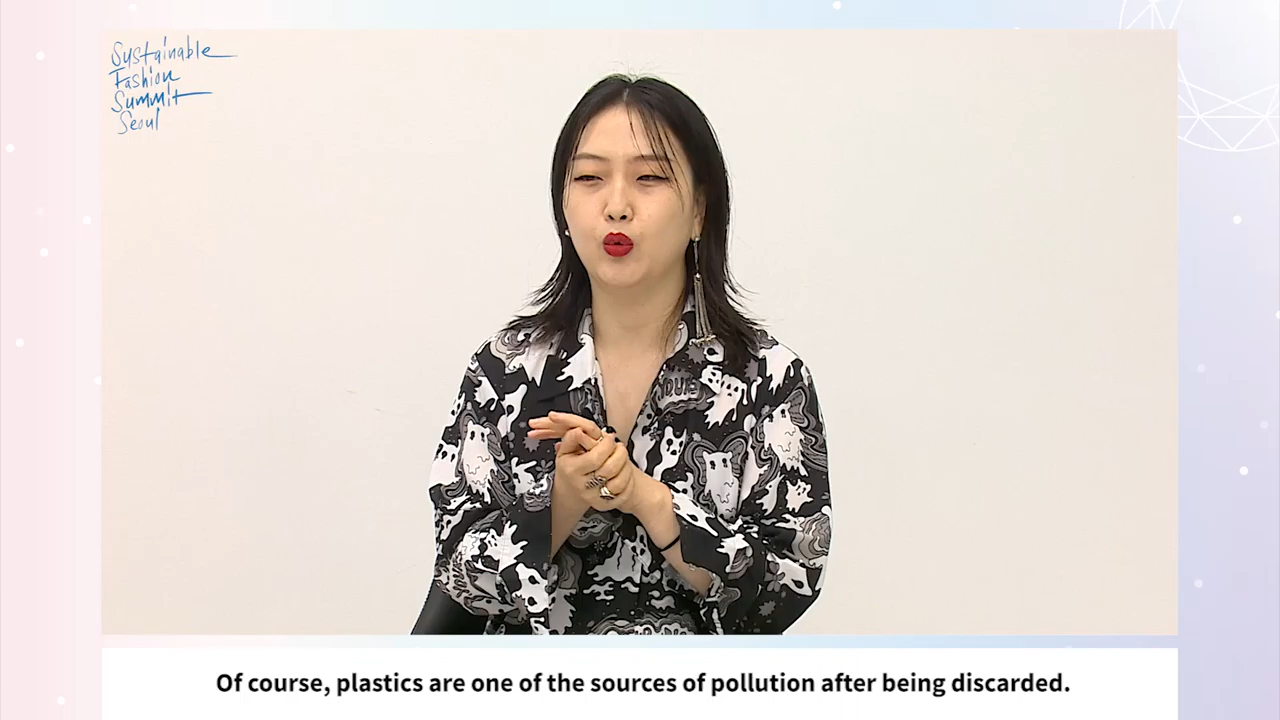 Sustainable
Fashion
Summit
Seoul
Of course, plastics are one of the sources of pollution after being discarded.